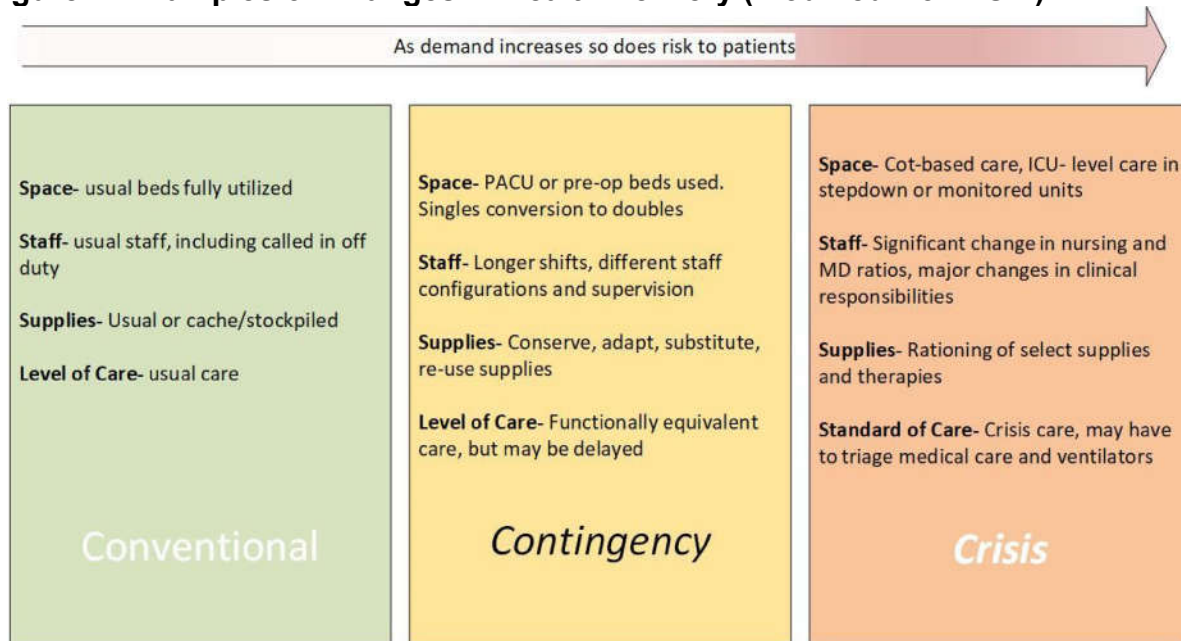 As demand increases so does risk to patients
Space- usual beds fully utilized
Staff- usual staff, including called in off
duty
Supplies- Usual or cache/stockpiled
Level of Care- usual care
Conventional
Space- PACU or pre-op beds used.
Singles conversion to doubles
Staff- Longer shifts, different staff
configurations and supervision
Supplies- Conserve, adapt, substitute,
re-use supplies
Level of Care- Functionally equivalent
care, but may be delayed
Contingency
Space- Cot-based care, ICU- level care in
stepdown or monitored units
Staff- Significant change in nursing and
MD ratios, major changes in clinical
responsibilities
Supplies- Rationing of select supplies
and therapies
Standard of Care- Crisis care, may have
to triage medical care and ventilators
Crisis